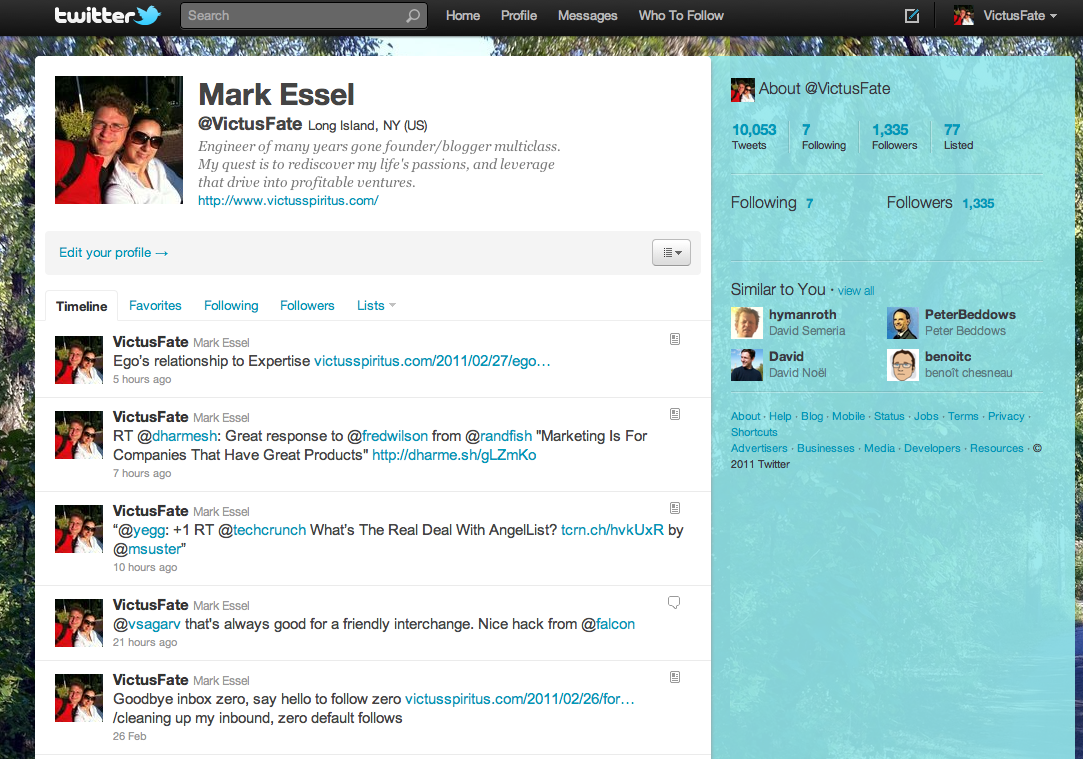 twitter
Search
Home Profile Messages Who To Follow
VictusFate
Mark Essel
@VictusFate Long Island, NY (US)
Engineer of many years gone founder/blogger multiclass.
My quest is to rediscover my life's passions, and leverage
that drive into profitable ventures.
http://www.victusspiritus.com/
Edit your profile →
Timeline Favorites Following Followers Lists
VictusFate Mark Essel
Ego's relationship to Expertise victusspiritus.com/2011/02/27/ego…
5 hours ago
VictusFate Mark Essel
RT @dharmesh: Great response to @fredwilson from @randfish "Marketing Is For
Companies That Have Great Products" http://dharme.sh/gLZmKo
7 hours ago
VictusFate Mark Essel
“@yegg: +1 RT @techcrunch What's The Real Deal With AngelList? tcrn.ch/hvkUxR by
@msuster”
10 hours ago
VictusFate Mark Essel
@vsagarv that's always good for a friendly interchange. Nice hack from @falcon
21 hours ago
VictusFate Mark Essel
Goodbye inbox zero, say hello to follow zero victusspiritus.com/2011/02/26/for…
/cleaning up my inbound, zero default follows
26 Feb
About @VictusFate
10,053 7 1,335 77
Tweets Following Followers Listed
Following 7 Followers 1,335
Similar to You · view all
hymanroth PeterBeddows
David Semeria Peter Beddows
David benoitc
David Noël benoît chesneau
About · Help · Blog · Mobile · Status · Jobs · Terms · Privacy ·
Shortcuts
Advertisers · Businesses · Media · Developers · Resources · ©
2011 Twitter